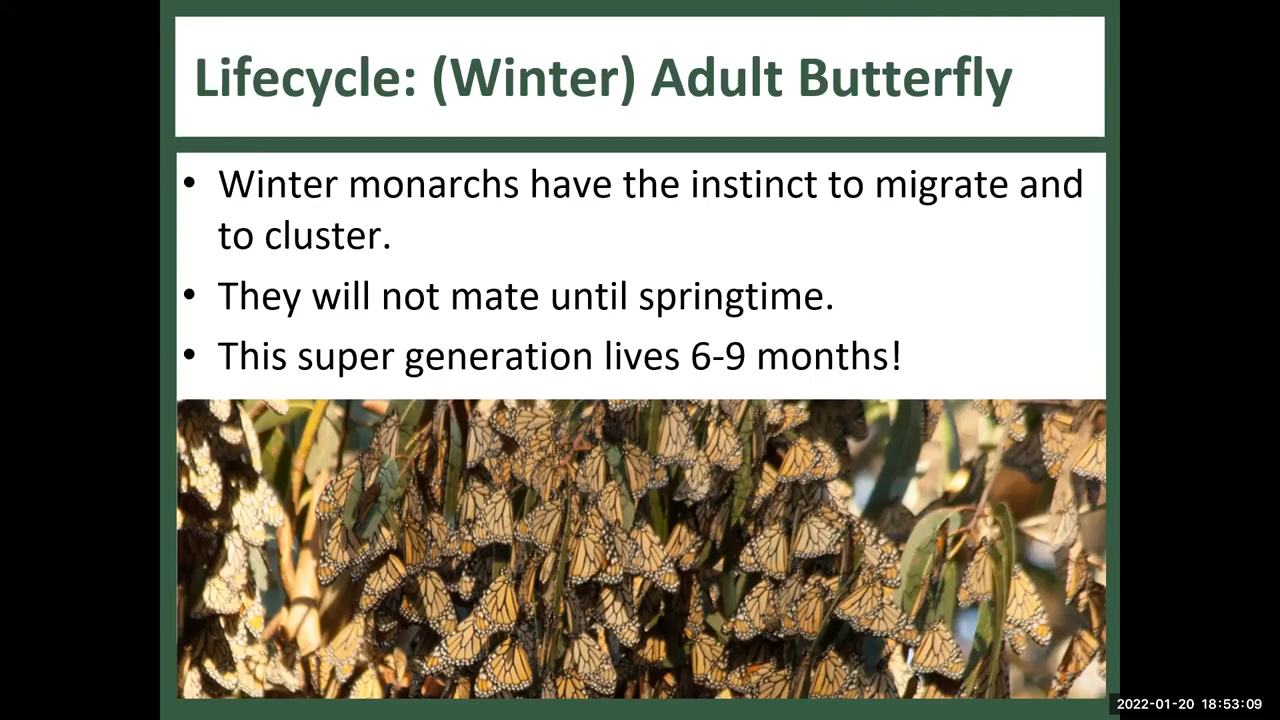 Lifecycle: (Winter) Adult Butterfly
• Winter monarchs have the instinct to migrate and
to cluster.
• They will not mate until springtime.
• This super generation lives 6-9 months!
2022-01-20 18:53:09